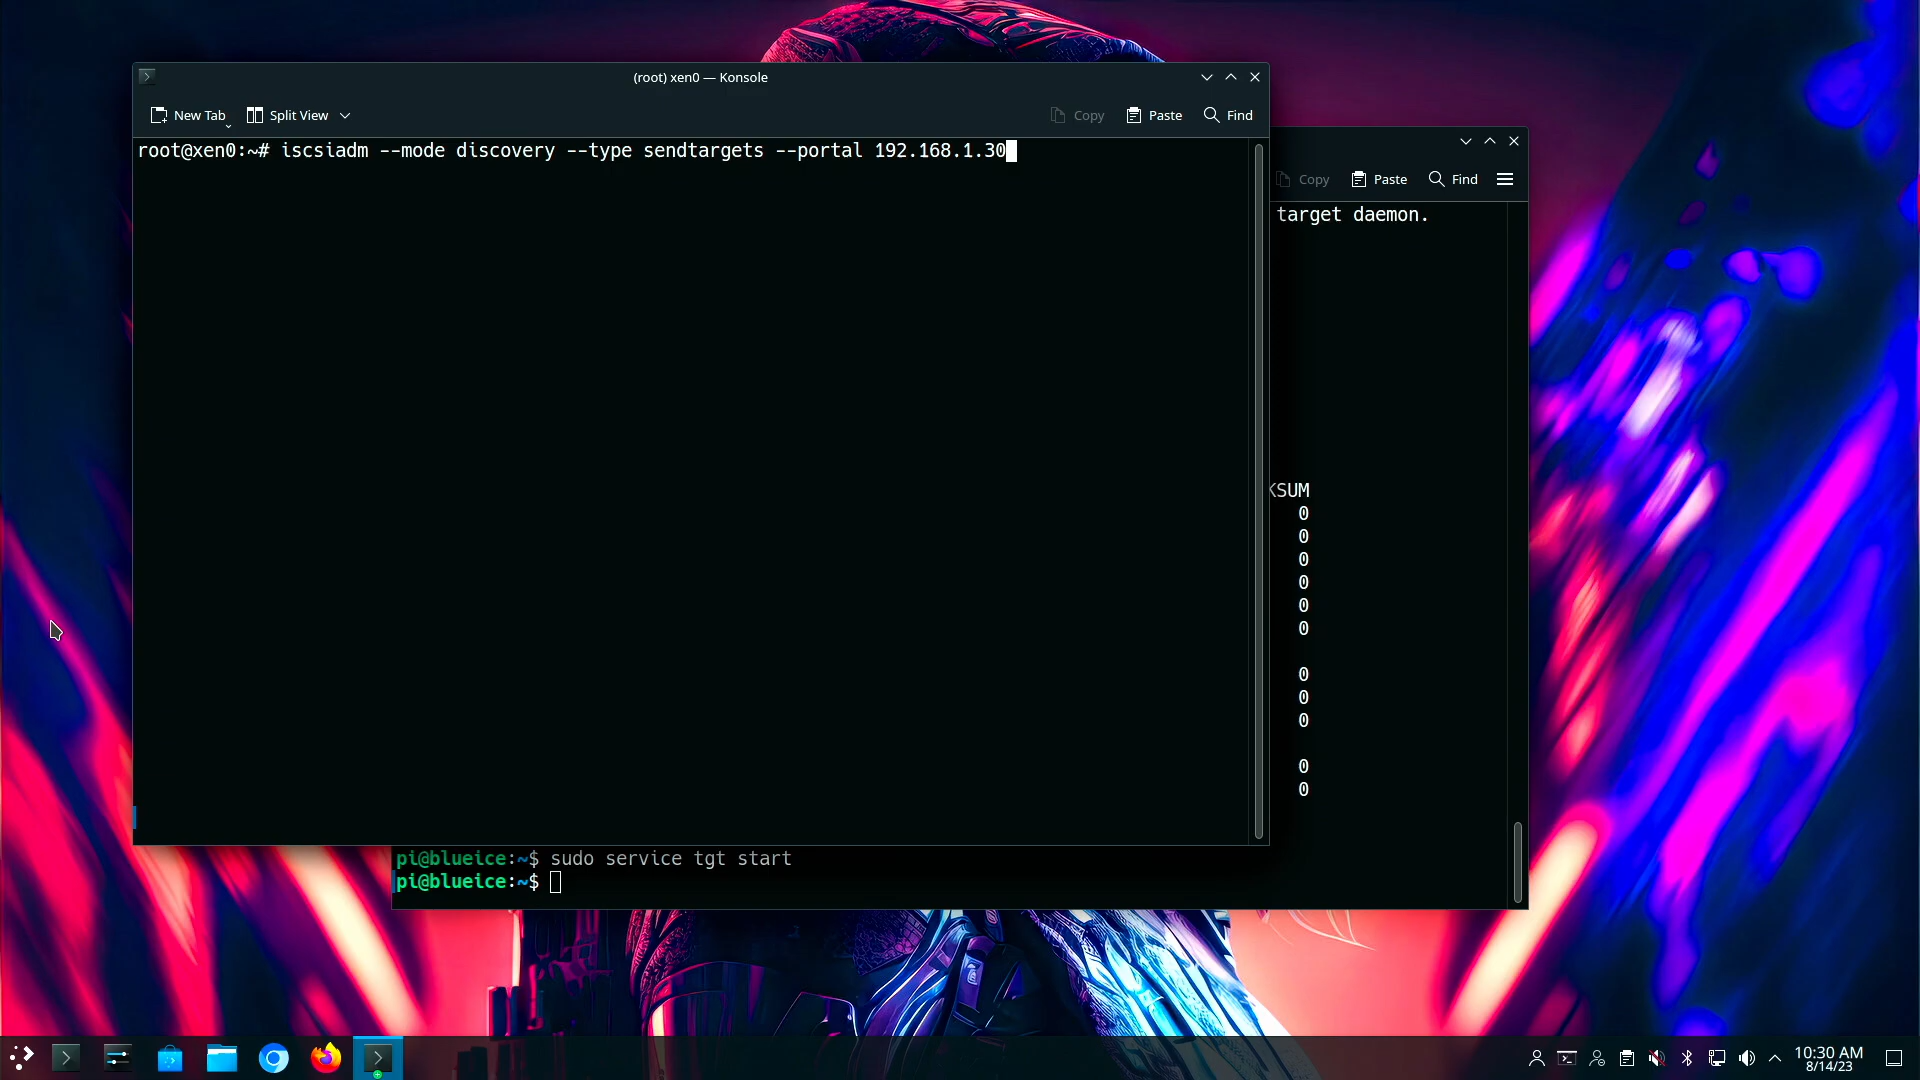 (root) xen0 — Konsole
New Tab
Split View
Copy
Paste
Find
root@xen0:~# iscsiadm --mode discovery --type sendtargets --portal 192.168.1.30
Copy
Paste
Find
target daemon.
KSUM
0
0
0
0
0
0
0
0
0
0
0
pi@blueice:~$ sudo service tgt start
pi@blueice:~$
10:30 AM
8/14/23